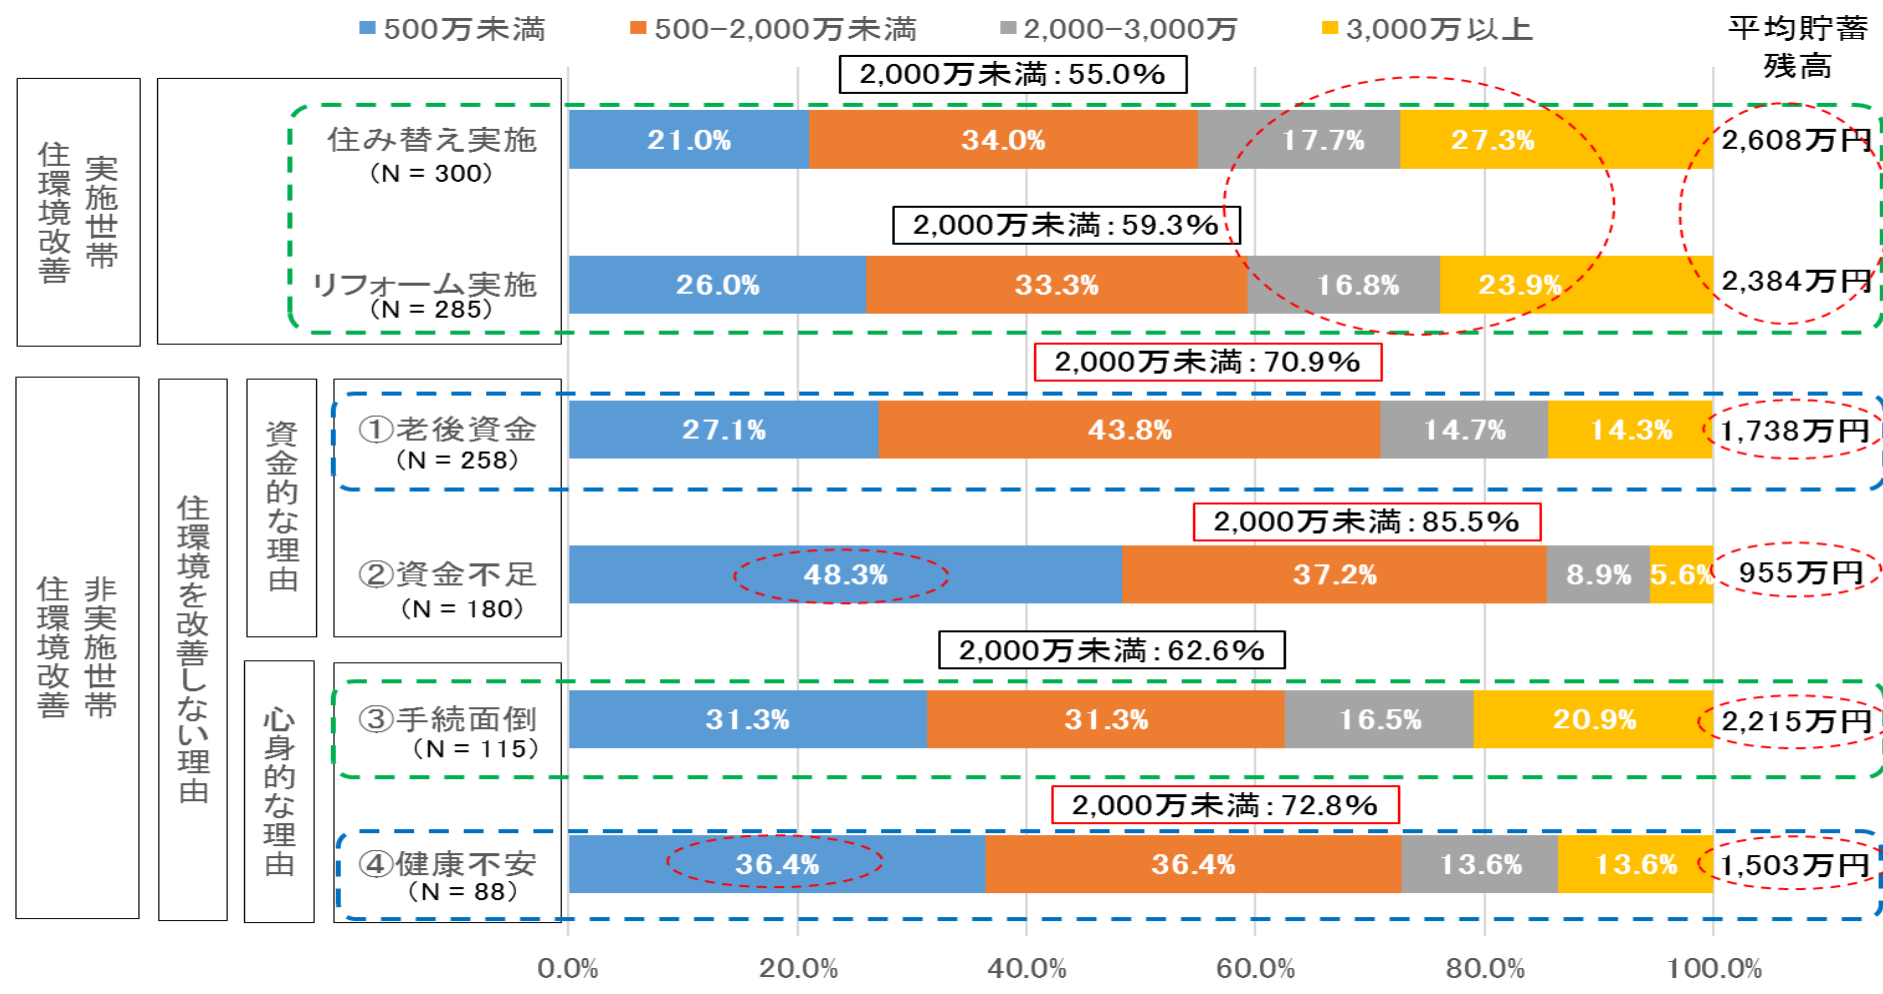 500万未満
500−2,000万未満
2,000−3,000万
3,000万以上
平均貯蓄
残高
2,000万未満：55.0％
住環境改善
実施世帯
住み替え実施
（N = 300）
21.0%
34.0%
17.7%
27.3%
2,608万円
2,000万未満：59.3％
リフォーム実施
（N = 285）
26.0%
33.3%
16.8%
23.9%
2,384万円
住環境改善
非実施世帯
住環境を改善しない理由
資金的な理由
2,000万未満：70.9％
①老後資金
（N = 258）
27.1%
43.8%
14.7%
14.3%
1,738万円
2,000万未満：85.5％
②資金不足
（N = 180）
48.3%
37.2%
8.9%
5.6%
955万円
心身的な理由
2,000万未満：62.6％
③手続面倒
（N = 115）
31.3%
31.3%
16.5%
20.9%
2,215万円
2,000万未満：72.8％
④健康不安
（N = 88）
36.4%
36.4%
13.6%
13.6%
1,503万円
0.0%
20.0%
40.0%
60.0%
80.0%
100.0%